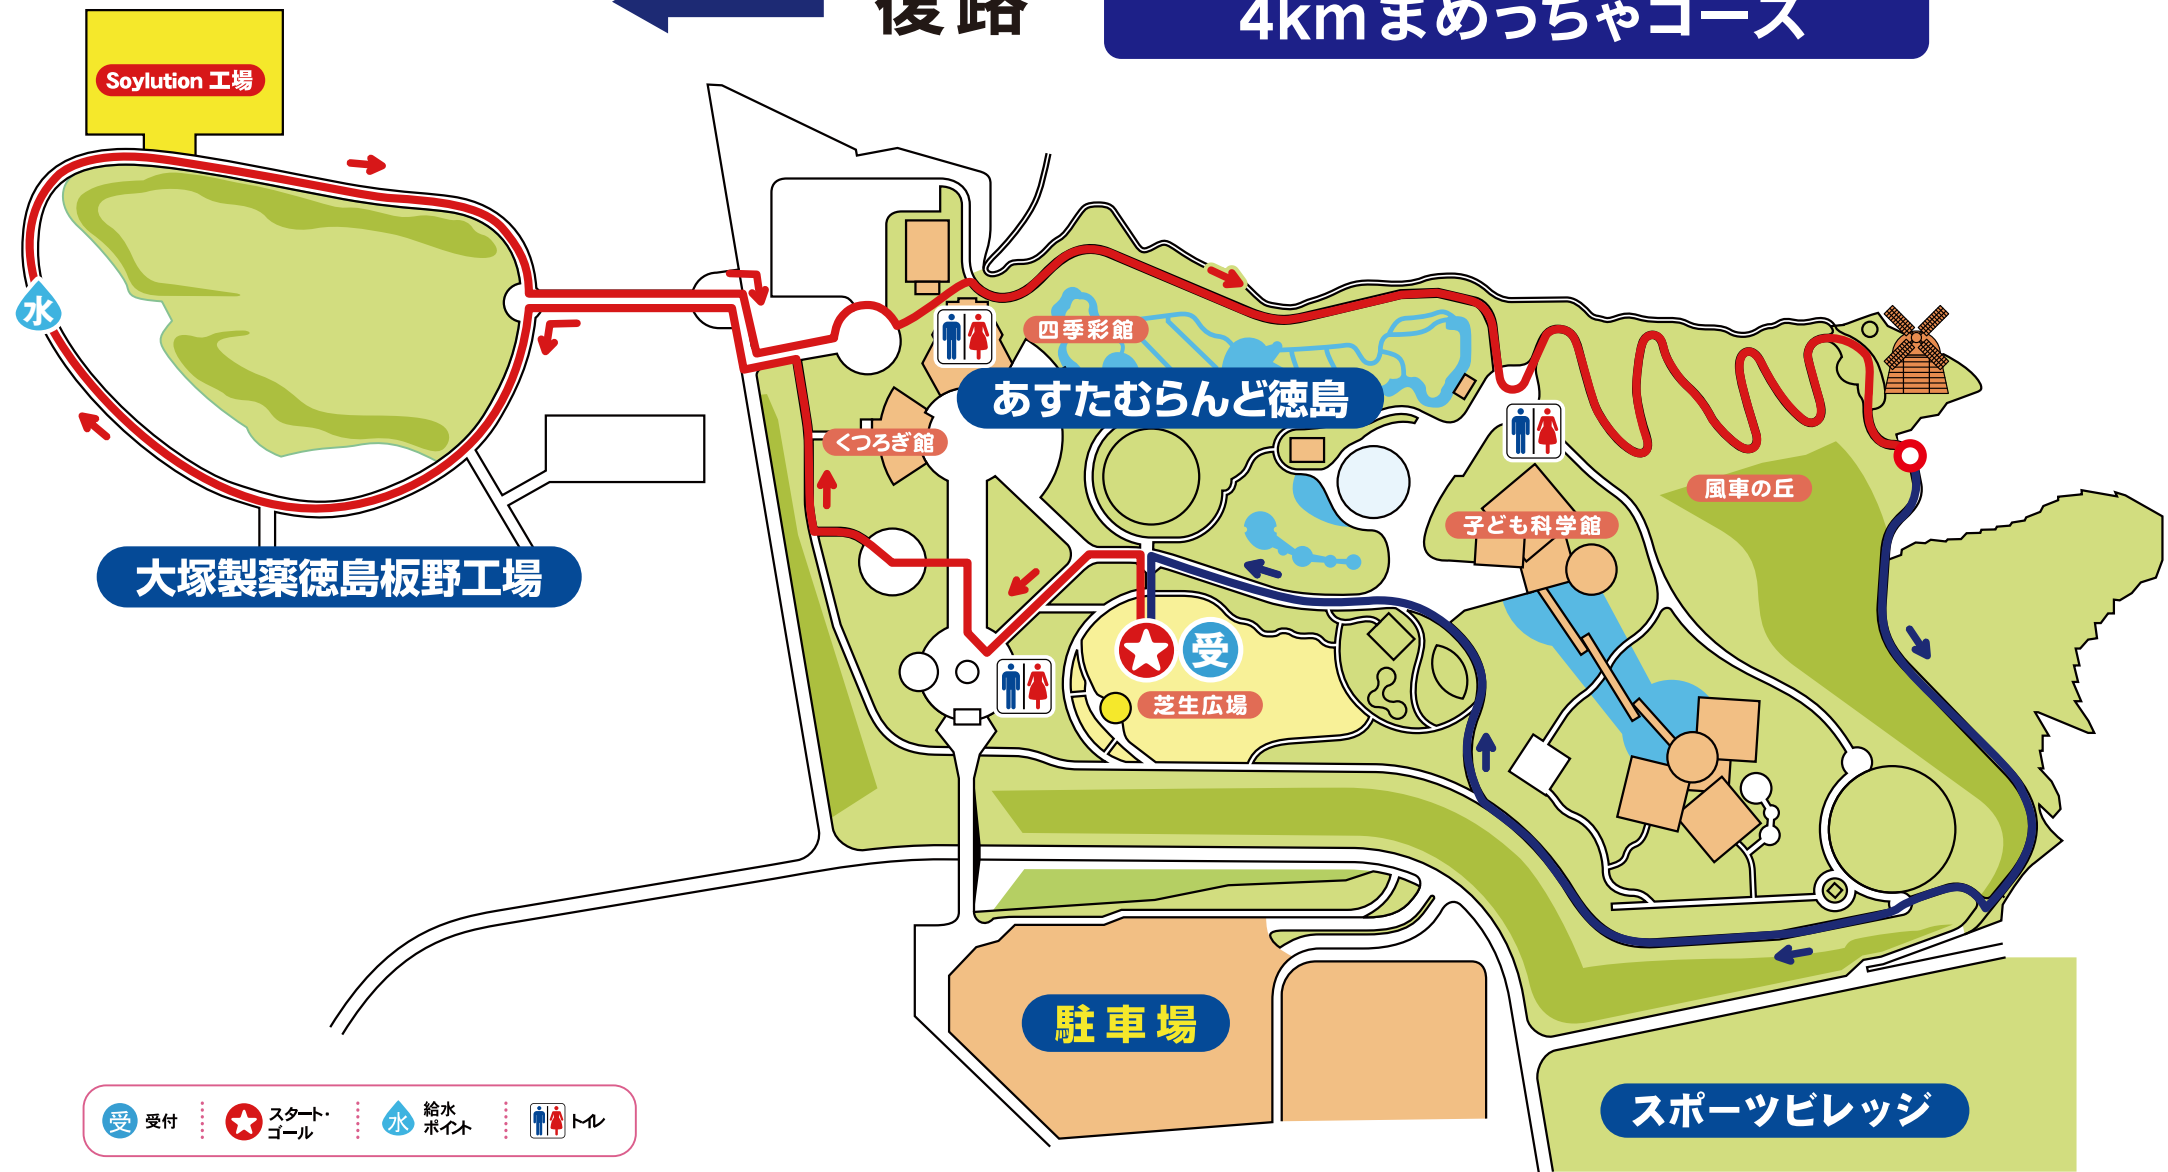 復路
4kmまめっちゃコース
Soylution 工場
水
四季彩館
あすたむらんど徳島
くつろぎ館
風車の丘
子ども科学館
大塚製薬徳島板野工場
受
芝生広場
駐車場
スポーツビレッジ
受 受付
スタート・
ゴール
水 給水
ポイント
トイレ